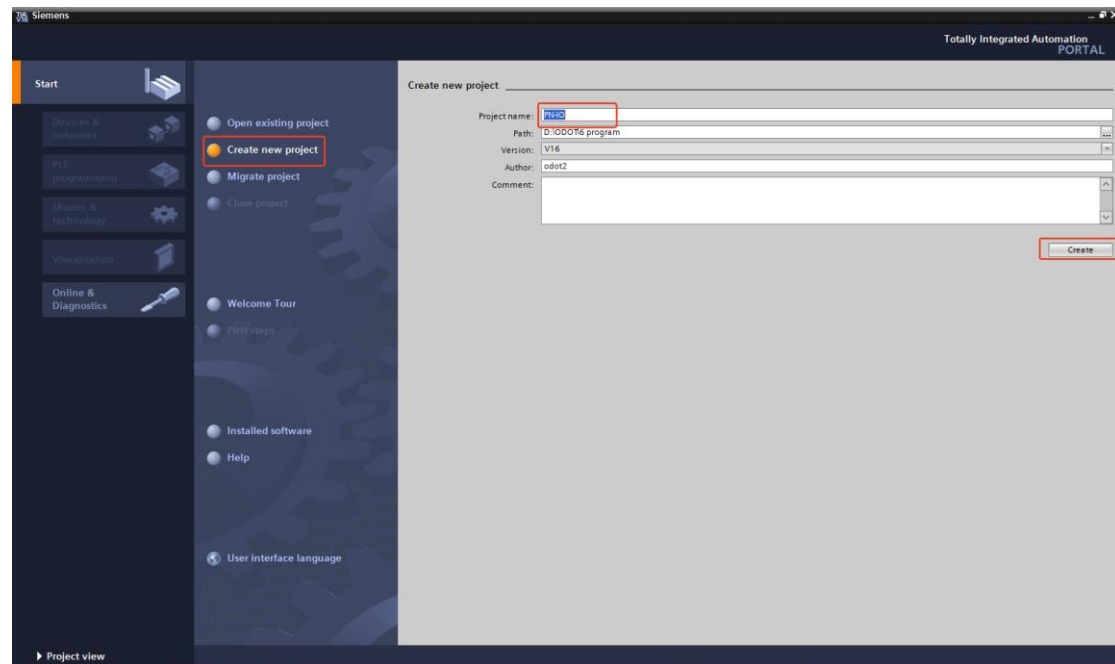 Siemens
Totally Integrated Automation
PORTAL
Start
Devices &
networks
PLC
programming
Motion &
technology
Visualization
Online &
Diagnostics
Open existing project
Create new project
Migrate project
Close project
Welcome Tour
First steps
Installed software
Help
User interface language
Create new project
Project name: PN-IO
Path: D:\ODOT\6 program
...
Version: V16
Author: odot2
Comment:
Create
Project view